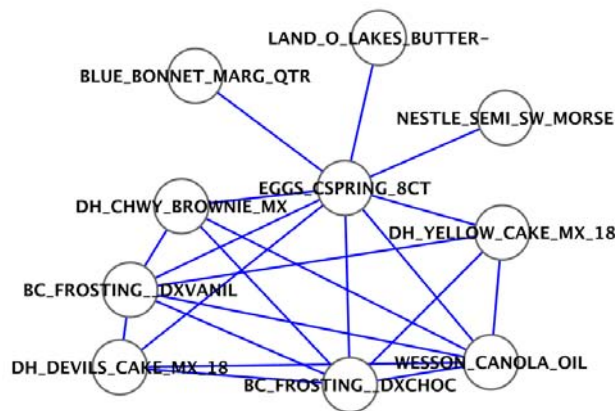 LAND_O_LAKES_BUTTER-
BLUE_BONNET_MARG_QTR
NESTLE_SEMI_SW_MORSE
EGGS_CSPRING_8CT
DH_CHWY_BROWNIE_MX
DH_YELLOW_CAKE_MX_18
BC_FROSTING__DXVANIL
DH_DEVILS_CAKE_MX_18
WESSON_CANOLA_OIL
BC_FROSTING__DXCHOC